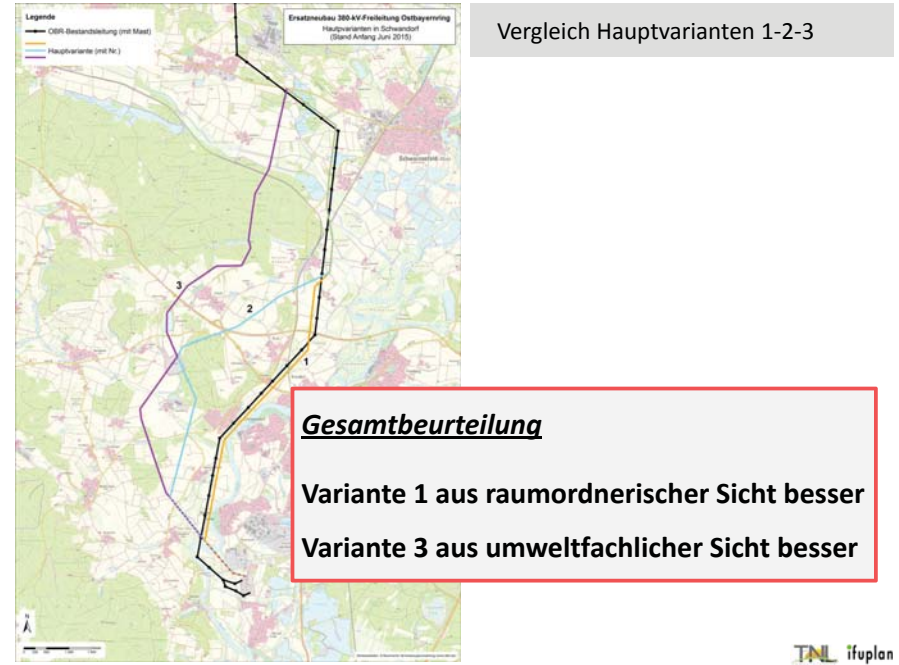 Legende
OBR-Bestandsleitung (mit Mast)
Hauptvariante (mit Nr.)
Ersatzneubau 380-kV-Freileitung Ostbayernring
Hauptvarianten in Schwandorf
(Stand Anfang Juni 2015)
Vergleich Hauptvarianten 1-2-3
3
2
1
Gesamtbeurteilung
Variante 1 aus raumordnerischer Sicht besser
Variante 3 aus umweltfachlicher Sicht besser
N
TNL ifuplan